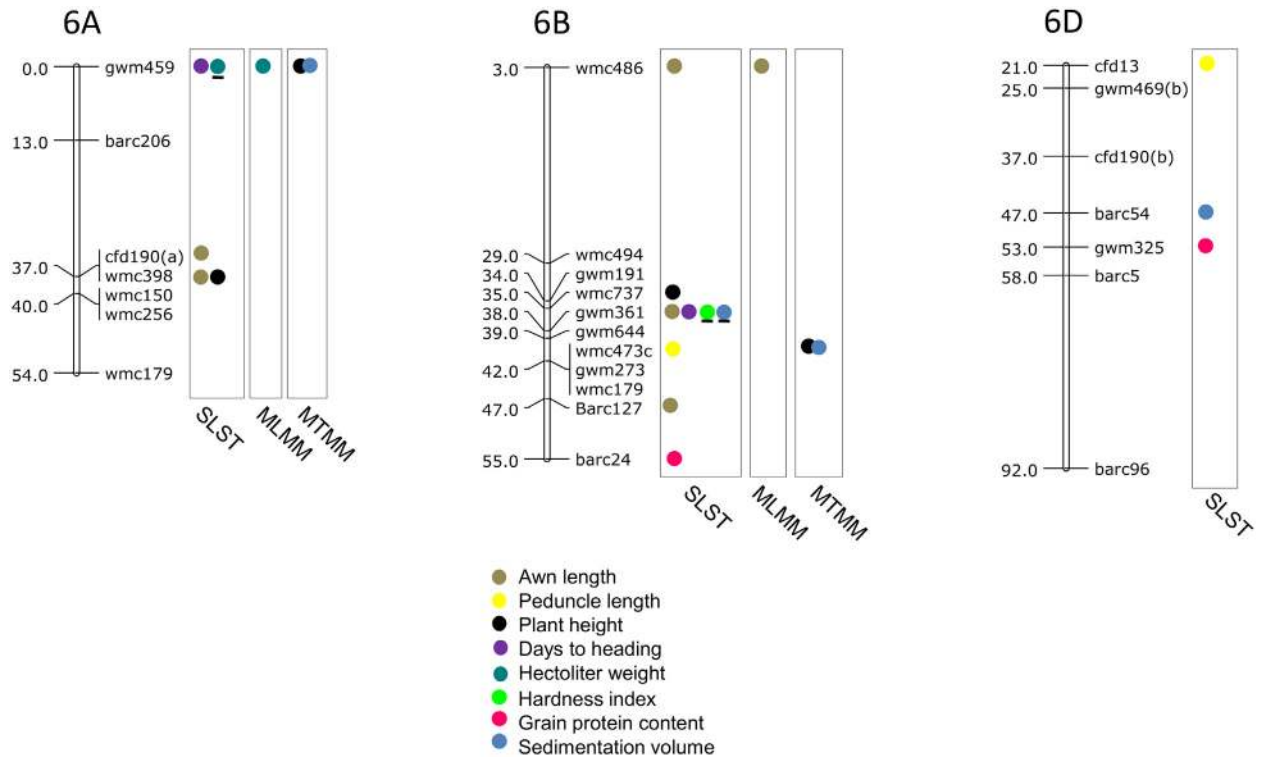 6A
0.0 gwm459
13.0 barc206
cfd190(a)
37.0 wmc398
wmc150
40.0 wmc256
54.0 wmc179
SLST
MLMM
MTMM
6B
3.0 wmc486
29.0 wmc494
34.0 gwm191
35.0 wmc737
38.0 gwm361
39.0 gwm644
wmc473c
42.0 gwm273
wmc179
47.0 Barc127
55.0 barc24
SLST
MLMM
MTMM
6D
21.0 cfd13
25.0 gwm469(b)
37.0 cfd190(b)
47.0 barc54
53.0 gwm325
58.0 barc5
92.0 barc96
SLST
Awn length
Peduncle length
Plant height
Days to heading
Hectoliter weight
Hardness index
Grain protein content
Sedimentation volume